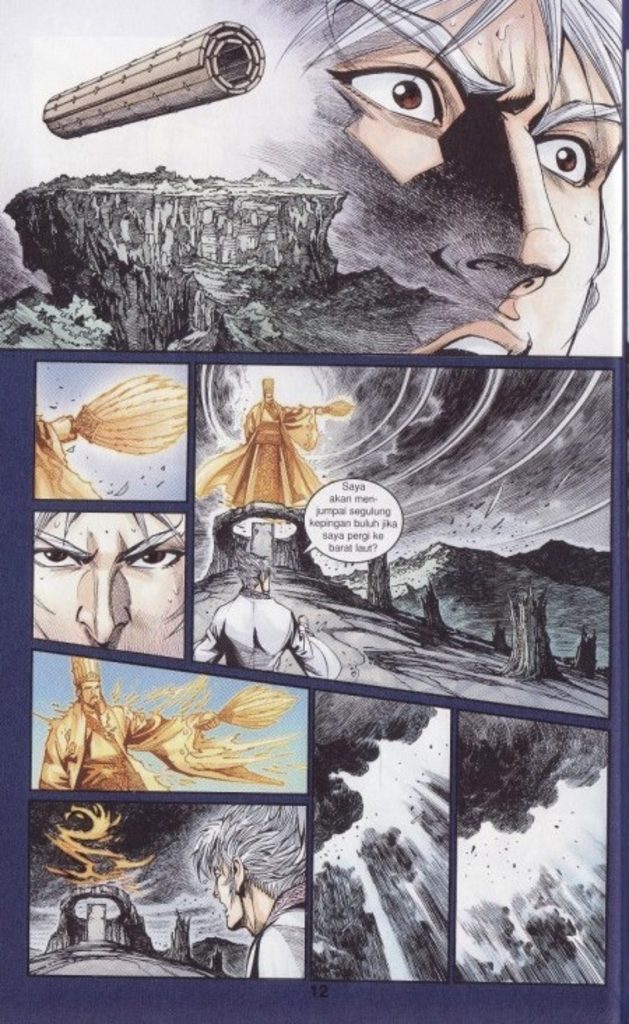 Saya
akan men-
jumpai segulung
kepingan buluh jika
saya pergi ke
barat laut?
12